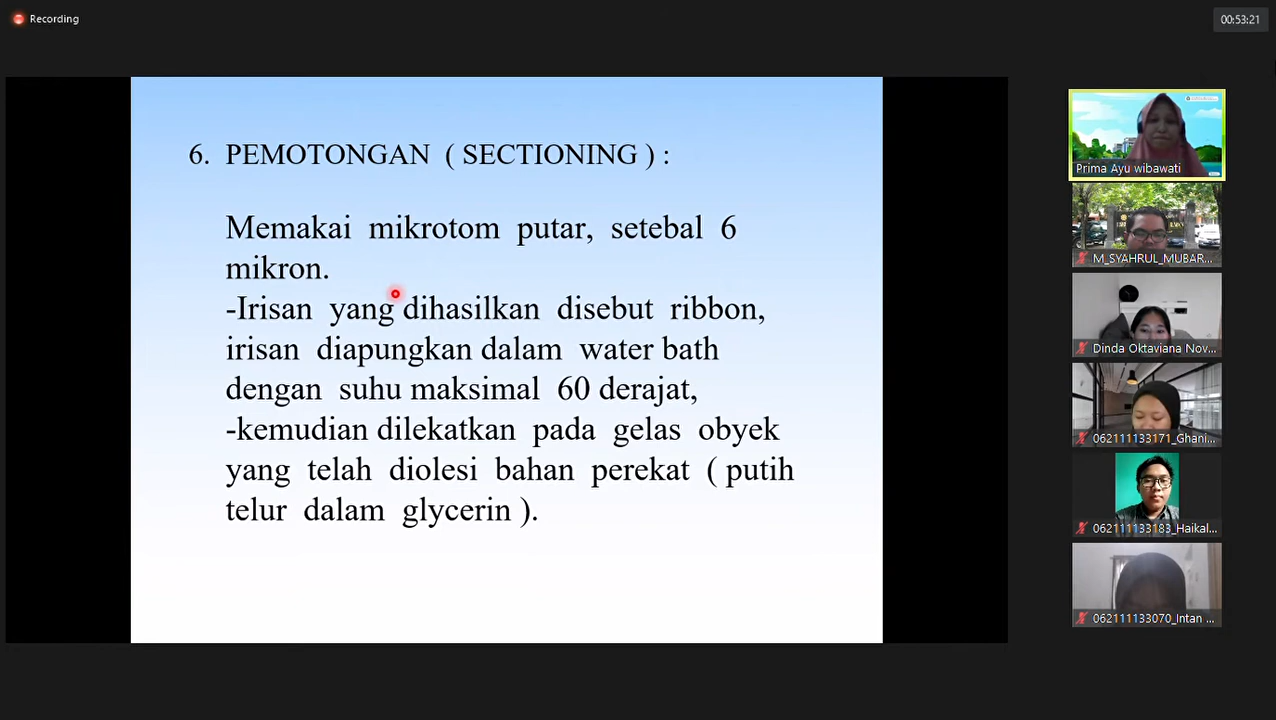 Recording
00:53:21
6. PEMOTONGAN ( SECTIONING ) :
Memakai mikrotom putar, setebal 6
mikron.
-Irisan yang dihasilkan disebut ribbon,
irisan diapungkan dalam water bath
dengan suhu maksimal 60 derajat,
-kemudian dilekatkan pada gelas obyek
yang telah diolesi bahan perekat ( putih
telur dalam glycerin ).
Prima Ayu wibawati
M_SYAHRUL_MUBAR...
Dinda Oktaviana Nov...
062111133171_Ghani...
062111133183_Haikal...
062111133070_Intan ...